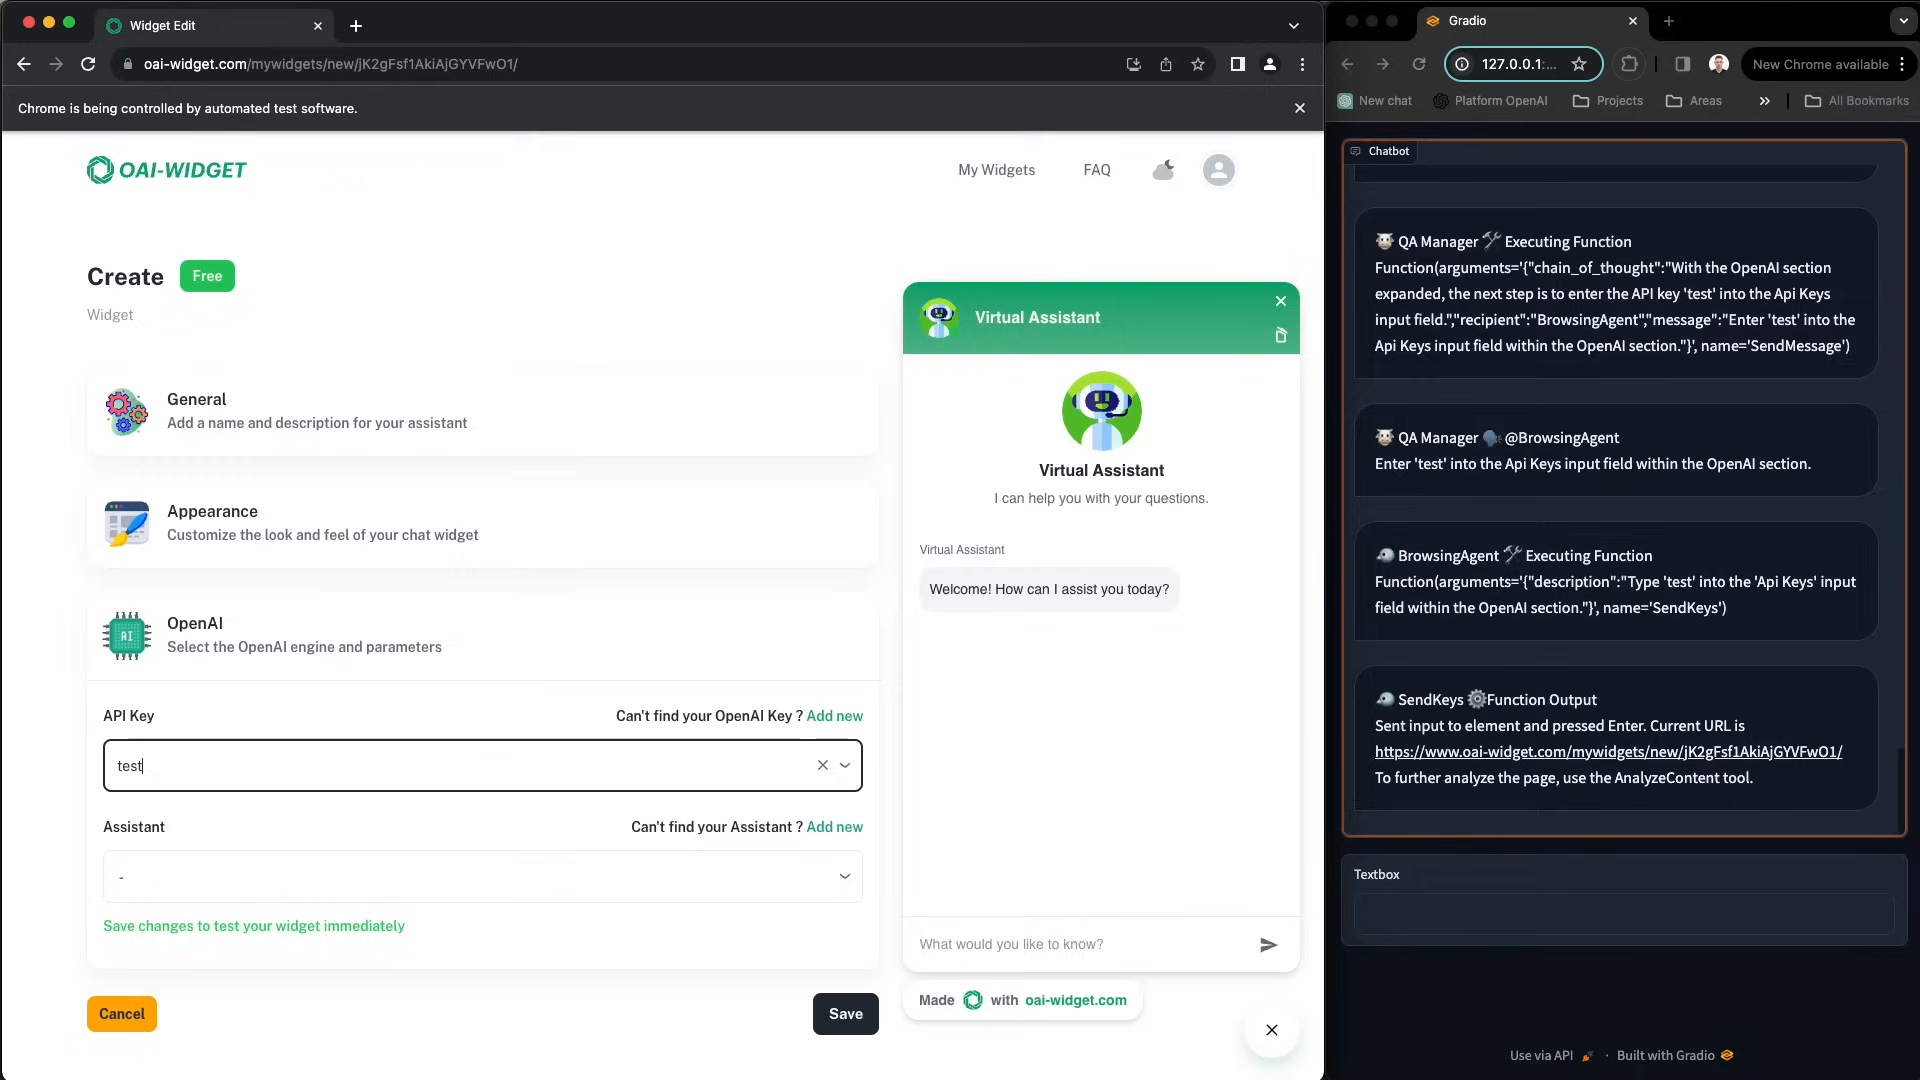 Widget Edit
oai-widget.com/mywidgets/new/jK2gFsf1AkiAjGYVFwO1/
Chrome is being controlled by automated test software.
OAI-WIDGET
My Widgets
FAQ
Create
Free
Widget
General
Add a name and description for your assistant
Appearance
Customize the look and feel of your chat widget
AI
OpenAI
Select the OpenAI engine and parameters
API Key
Can't find your OpenAI Key ? Add new
test
Assistant
Can't find your Assistant ? Add new
-
Save changes to test your widget immediately
Cancel
Save
Virtual Assistant
Virtual Assistant
I can help you with your questions.
Virtual Assistant
Welcome! How can I assist you today?
What would you like to know?
Made with oai-widget.com
Gradio
127.0.0.1:...
New Chrome available
New chat
Platform OpenAI
Projects
Areas
All Bookmarks
Chatbot
QA Manager 🛠 Executing Function
Function(arguments='{"chain_of_thought":"With the OpenAI section
expanded, the next step is to enter the API key 'test' into the Api Keys
input field.","recipient":"BrowsingAgent","message":"Enter 'test' into the
Api Keys input field within the OpenAI section."}', name='SendMessage')
QA Manager 🗣 @BrowsingAgent
Enter 'test' into the Api Keys input field within the OpenAI section.
BrowsingAgent 🛠 Executing Function
Function(arguments='{"description":"Type 'test' into the 'Api Keys' input
field within the OpenAI section."}', name='SendKeys')
SendKeys ⚙️Function Output
Sent input to element and pressed Enter. Current URL is
https://www.oai-widget.com/mywidgets/new/jK2gFsf1AkiAjGYVFwO1/
To further analyze the page, use the AnalyzeContent tool.
Textbox
Use via API · Built with Gradio